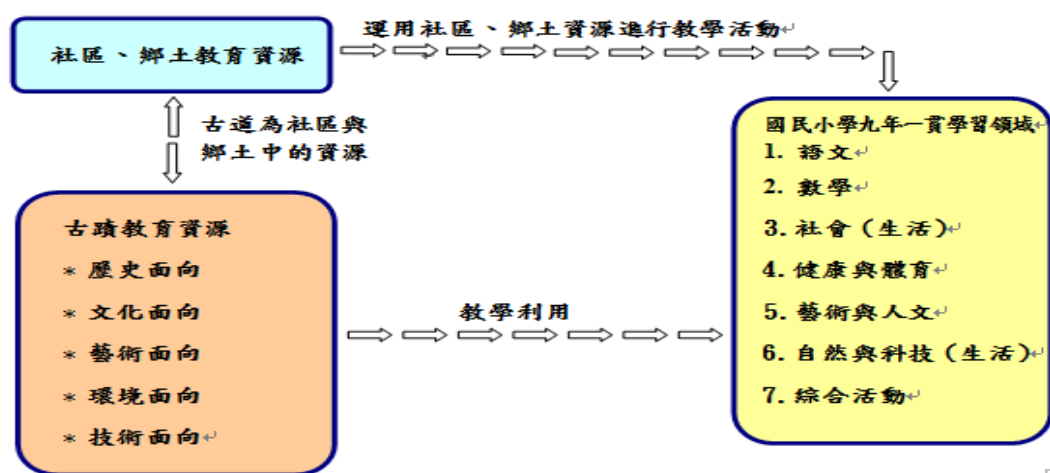 運用社區、鄉土資源進行教學活動
社區、鄉土教育資源
古道為社區與
鄉土中的資源
國民小學九年一貫學習領域
1. 語文
2. 數學
3. 社會（生活）
4. 健康與體育
5. 藝術與人文
6. 自然與科技（生活）
7. 綜合活動
古蹟教育資源
* 歷史面向
* 文化面向
* 藝術面向
* 環境面向
* 技術面向
教學利用